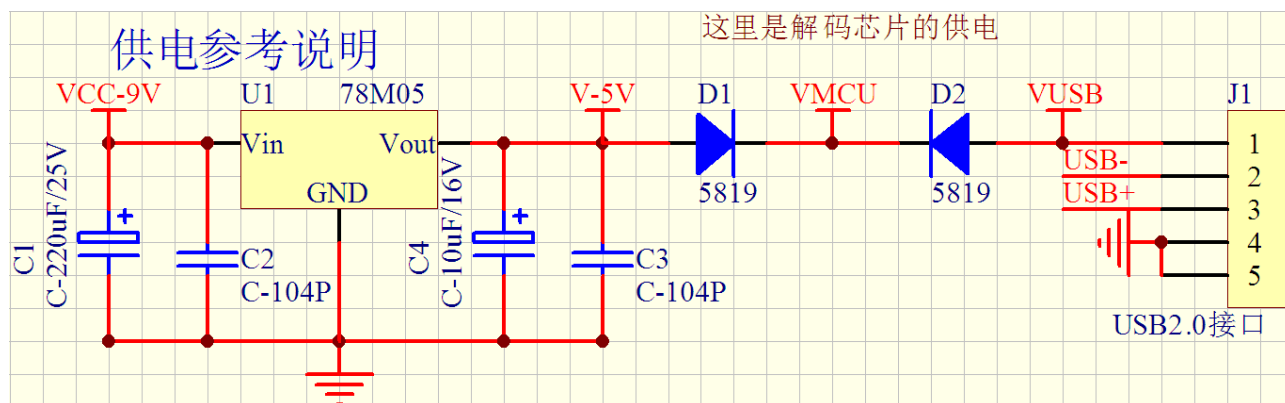 这里是解码芯片的供电
供电参考说明
VCC-9V
U1
78M05
V-5V
D1
VMCU
D2
VUSB
J1
Vin
Vout
GND
5819
5819
USB-
USB+
1
2
3
4
5
C1
C-220uF/25V
C2
C-104P
C4
C-10uF/16V
C3
C-104P
USB2.0接口